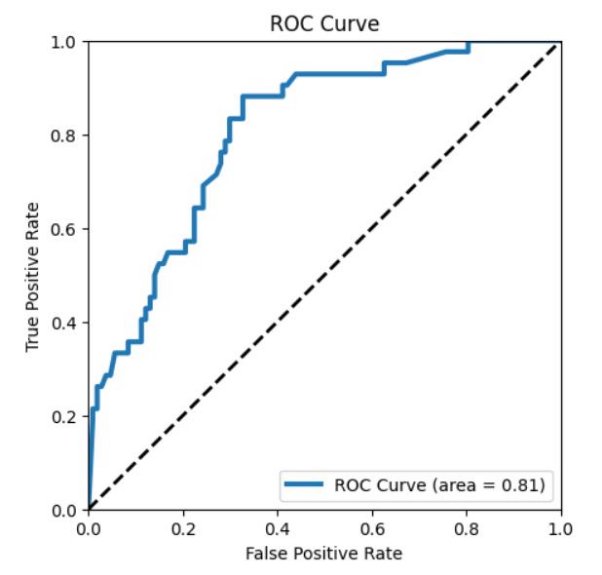 ROC Curve
1.0
0.8
0.6
0.4
0.2
0.0
True Positive Rate
ROC Curve (area = 0.81)
0.0 0.2 0.4 0.6 0.8 1.0
False Positive Rate